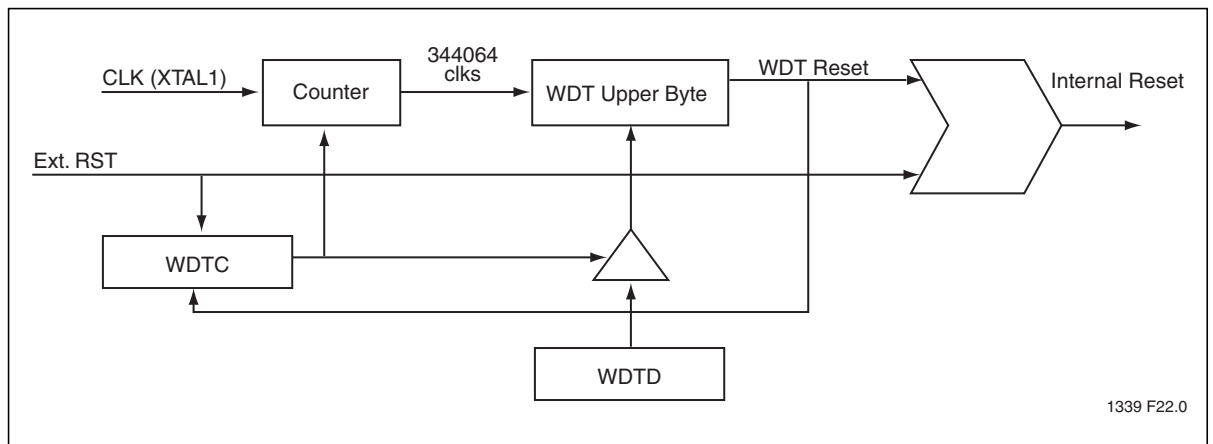 344064
clks
CLK (XTAL1)
Counter
WDT Upper Byte
WDT Reset
Internal Reset
Ext. RST
WDTC
WDTD
1339 F22.0